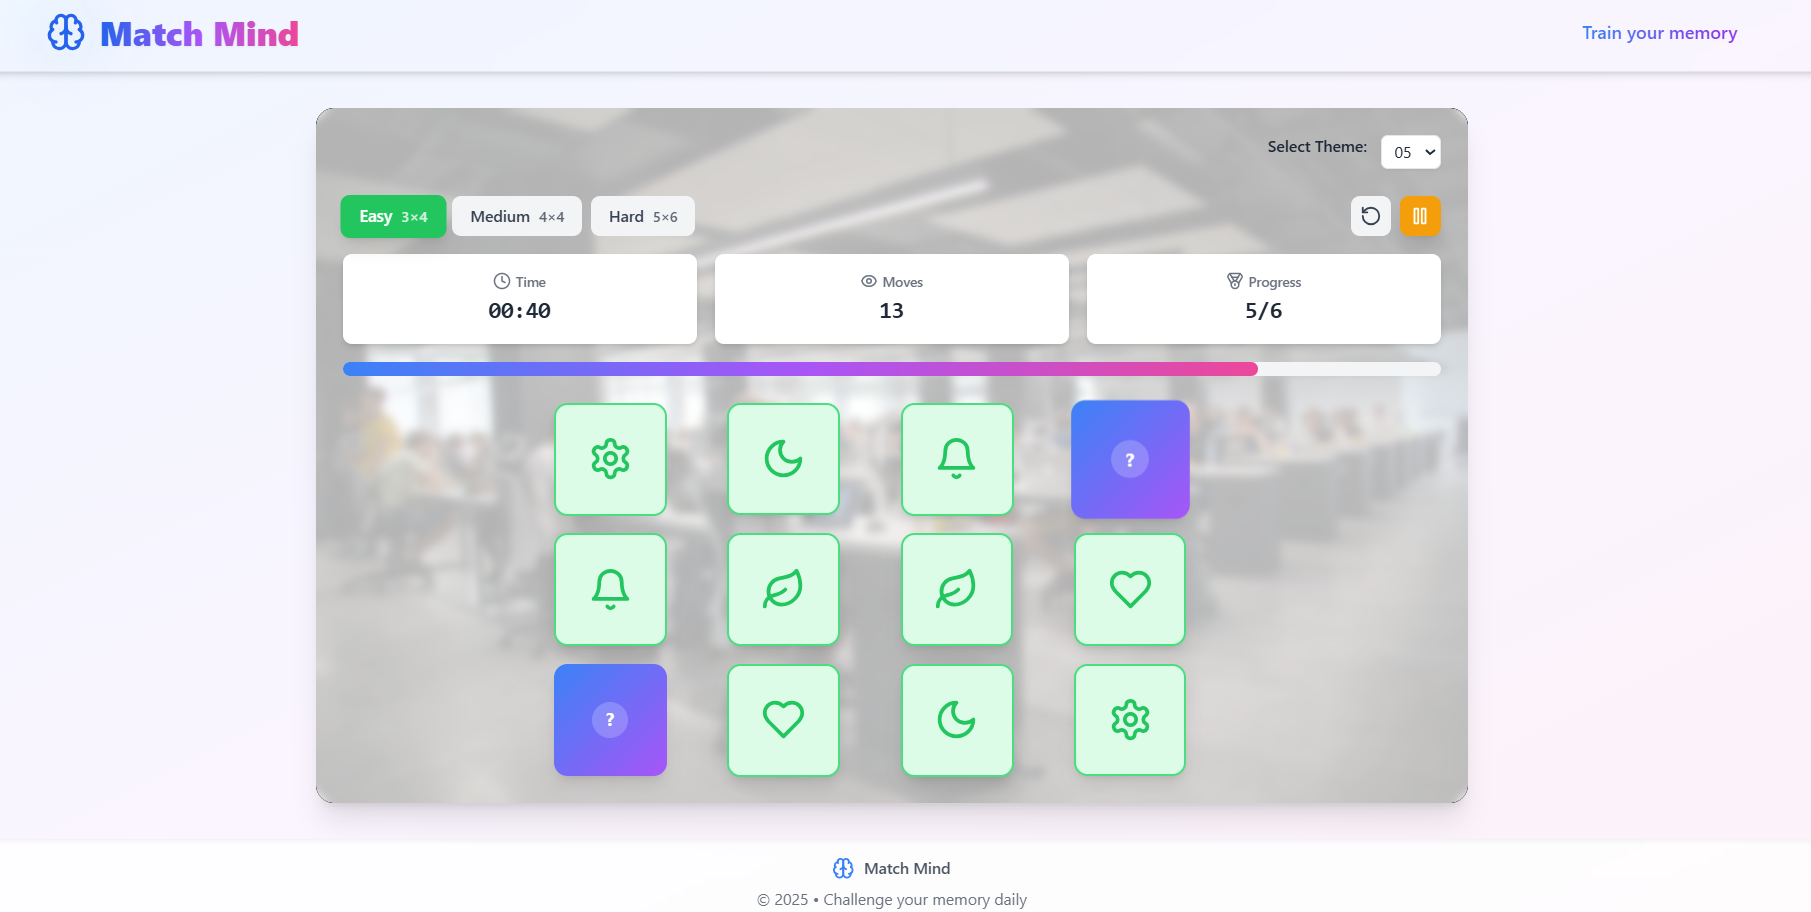 Match Mind
Train your memory
Select Theme: 05
Easy 3×4 Medium 4×4 Hard 5×6
Time
00:40
Moves
13
Progress
5/6
?
?
Match Mind
© 2025 • Challenge your memory daily